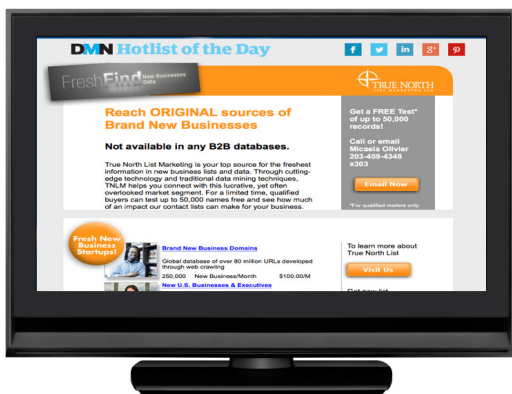 DMN Hotlist of the Day
FreshFind New Businesses
Data
TRUE NORTH
LIST MARKETING LLC
Reach ORIGINAL sources of
Brand New Businesses
Not available in any B2B databases.
True North List Marketing is your top source for the freshest
information in new business lists and data. Through cutting-
edge technology and traditional data mining techniques,
TNLM helps you connect with this lucrative, yet often
overlooked market segment. For a limited time, qualified
buyers can test up to 50,000 names free and see how much
of an impact our contact lists can make for your business.
Get a FREE Test*
of up to 50,000
records!
Call or email
Micaela Olivier
203-459-4348
x303
Email Now
*For qualified mailers only.
Fresh New
Business
Startups!
Brand New Business Domains
Global database of over 80 million URLs developed
through web crawling
250,000 New Business/Month $100.00/M
New U.S. Businesses & Executives
To learn more about
True North List
Visit Us